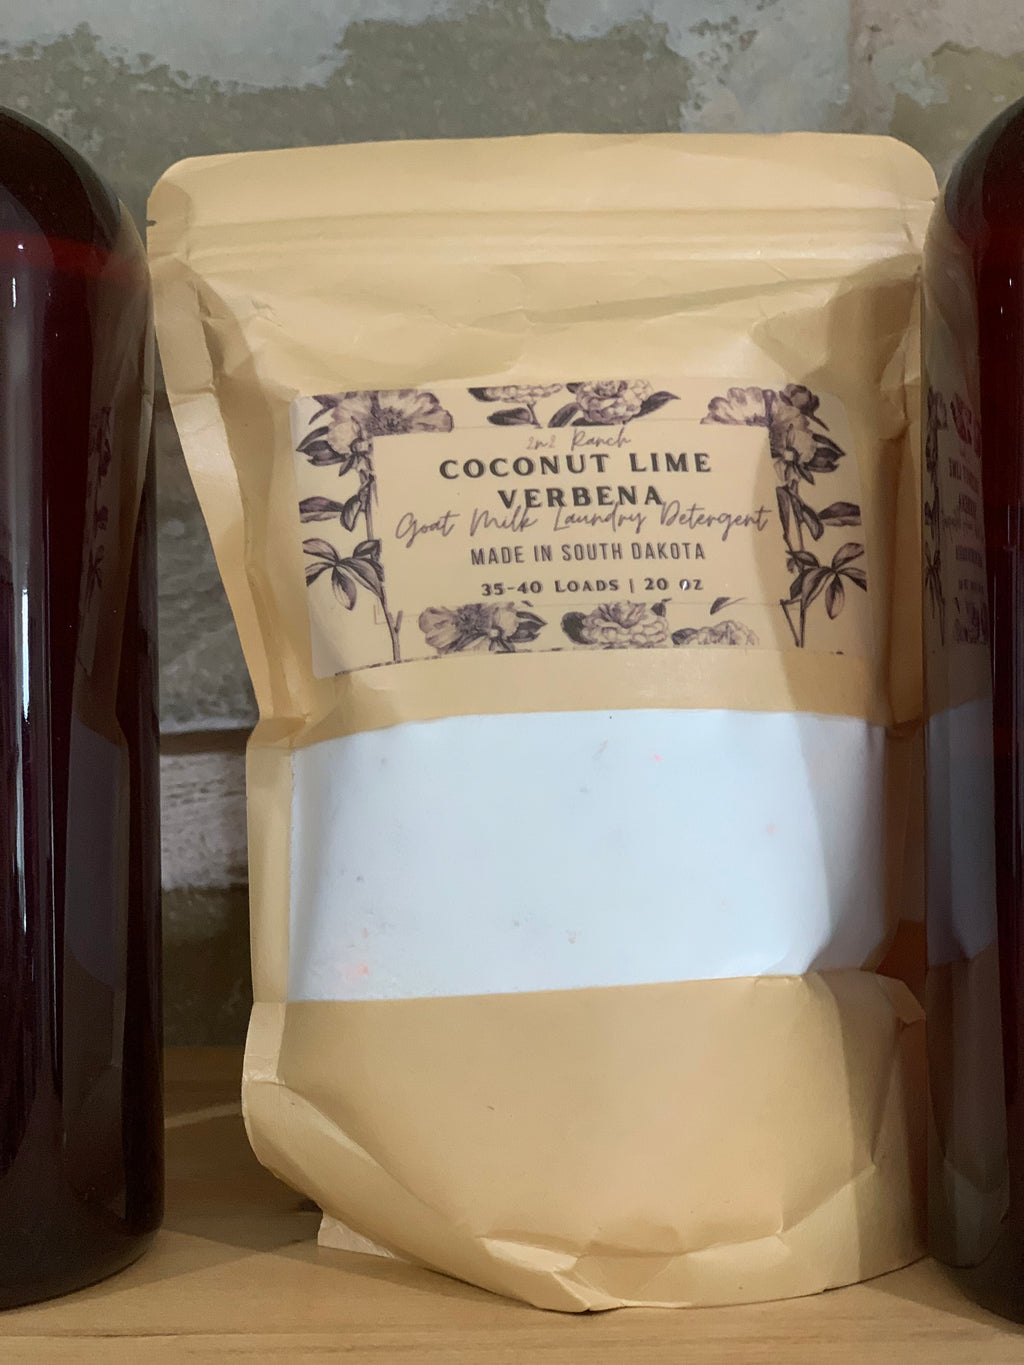 2n2 Ranch
COCONUT LIME
VERBENA
Goat Milk Laundry Detergent
MADE IN SOUTH DAKOTA
35-40 LOADS | 20 OZ